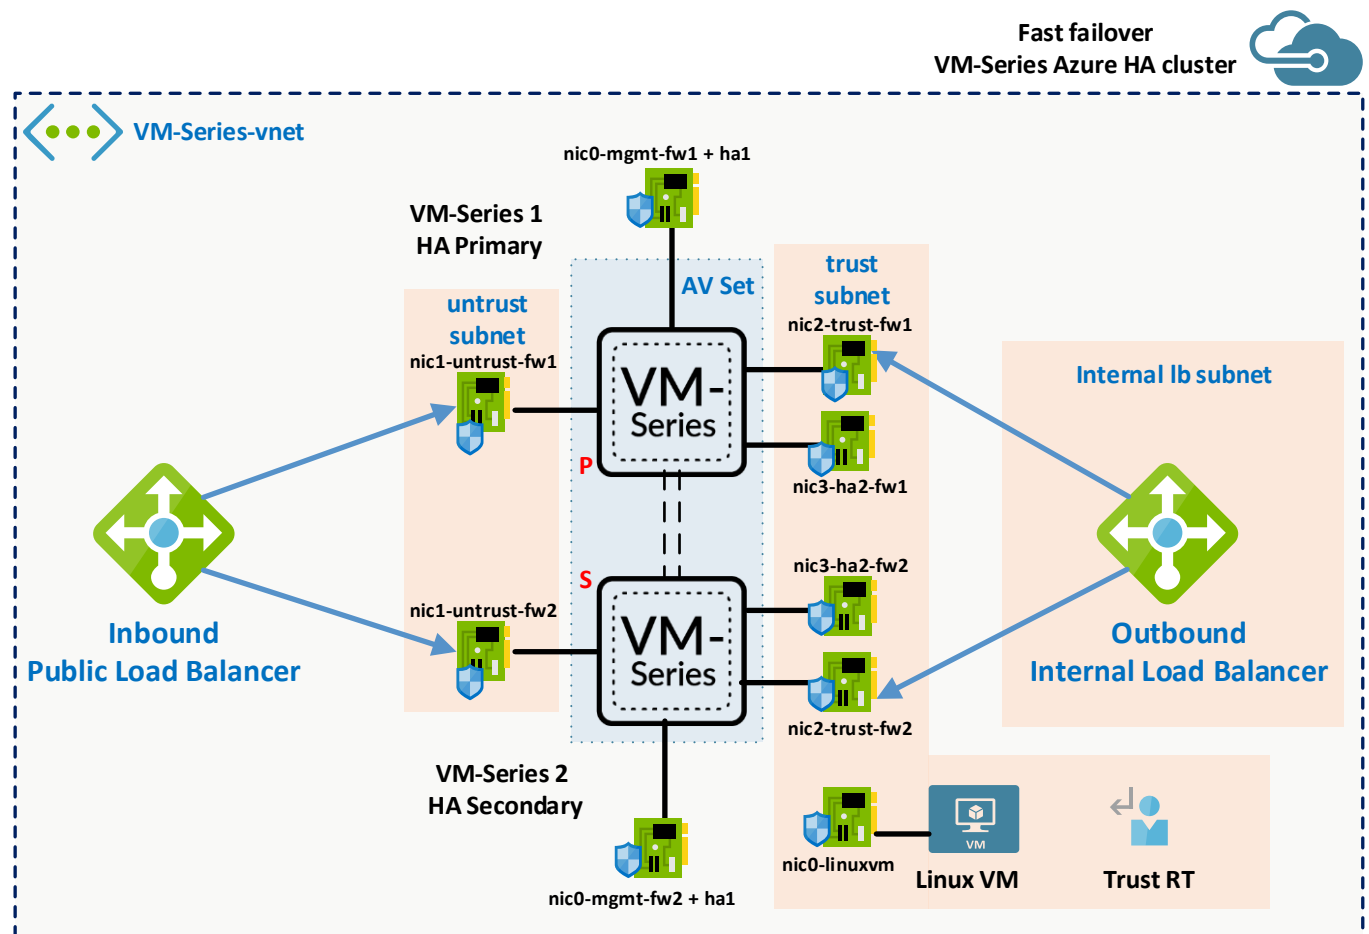 Fast failover
VM-Series Azure HA cluster
VM-Series-vnet
nic0-mgmt-fw1 + ha1
VM-Series 1
HA Primary
AV Set
trust
subnet
untrust
subnet
nic2-trust-fw1
nic1-untrust-fw1
Internal lb subnet
VM-
Series
P
nic3-ha2-fw1
nic3-ha2-fw2
S
nic1-untrust-fw2
VM-
Series
Inbound
Public Load Balancer
Outbound
Internal Load Balancer
nic2-trust-fw2
VM-Series 2
HA Secondary
VM
nic0-linuxvm
Linux VM
Trust RT
nic0-mgmt-fw2 + ha1